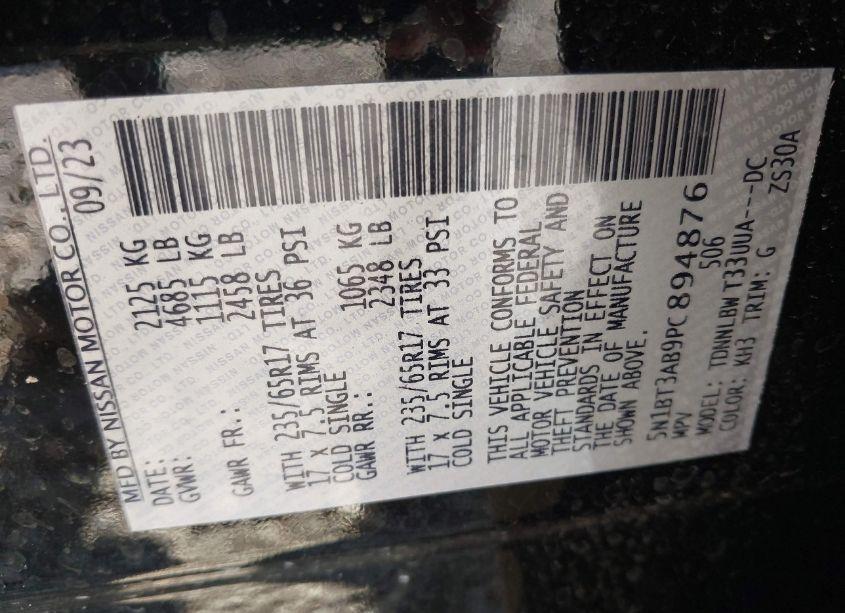 MFD BY NISSAN MOTOR CO., LTD.
DATE: 09/23
GVWR: 2125 KG
4685 LB
GAWR FR.: 1115 KG
2458 LB
WITH 235/65R17 TIRES
17 X 7.5 RIMS AT 36 PSI
COLD SINGLE
GAWR RR.: 1065 KG
2348 LB
WITH 235/65R17 TIRES
17 X 7.5 RIMS AT 33 PSI
COLD SINGLE
THIS VEHICLE CONFORMS TO
ALL APPLICABLE FEDERAL
MOTOR VEHICLE SAFETY AND
THEFT PREVENTION
STANDARDS IN EFFECT ON
THE DATE OF MANUFACTURE
SHOWN ABOVE.
5N1BT3AB9PC894876
MPV 506
MODEL: TDNNLBW T33UUA---DC
COLOR: KH3 TRIM: G ZS30A